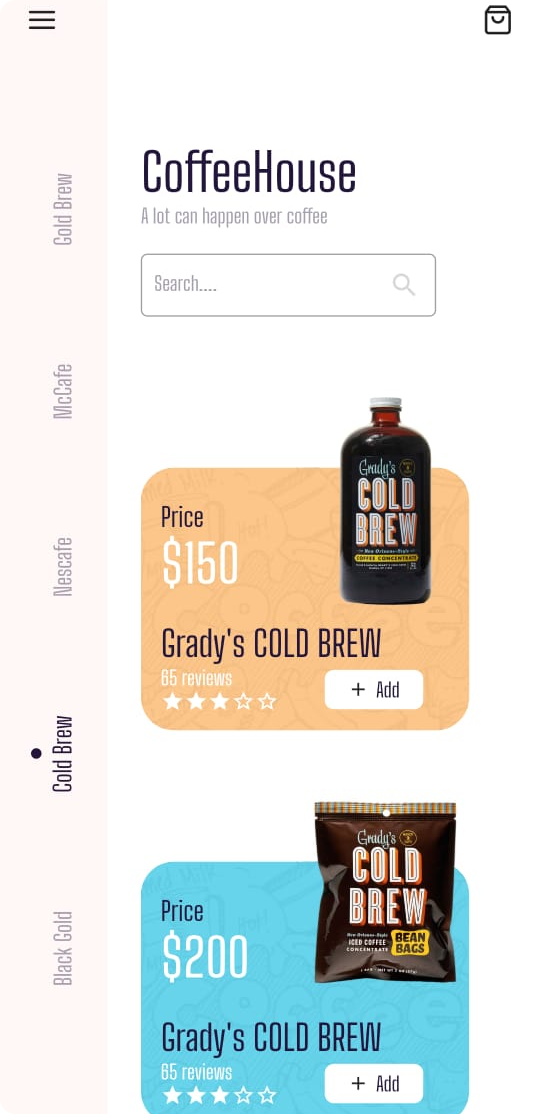 Gold Brew
McCafe
Nescafe
Cold Brew
Black Gold
CoffeeHouse
A lot can happen over coffee
Search....
Grady's
COLD
BREW
New Orleans-Style
COFFEE CONCENTRATE
Price
$150
Grady's COLD BREW
65 reviews
+ Add
Grady's
COLD
BREW
New Orleans-Style
ICED COFFEE
CONCENTRATE
BEAN
BAGS
Price
$200
Grady's COLD BREW
65 reviews
+ Add